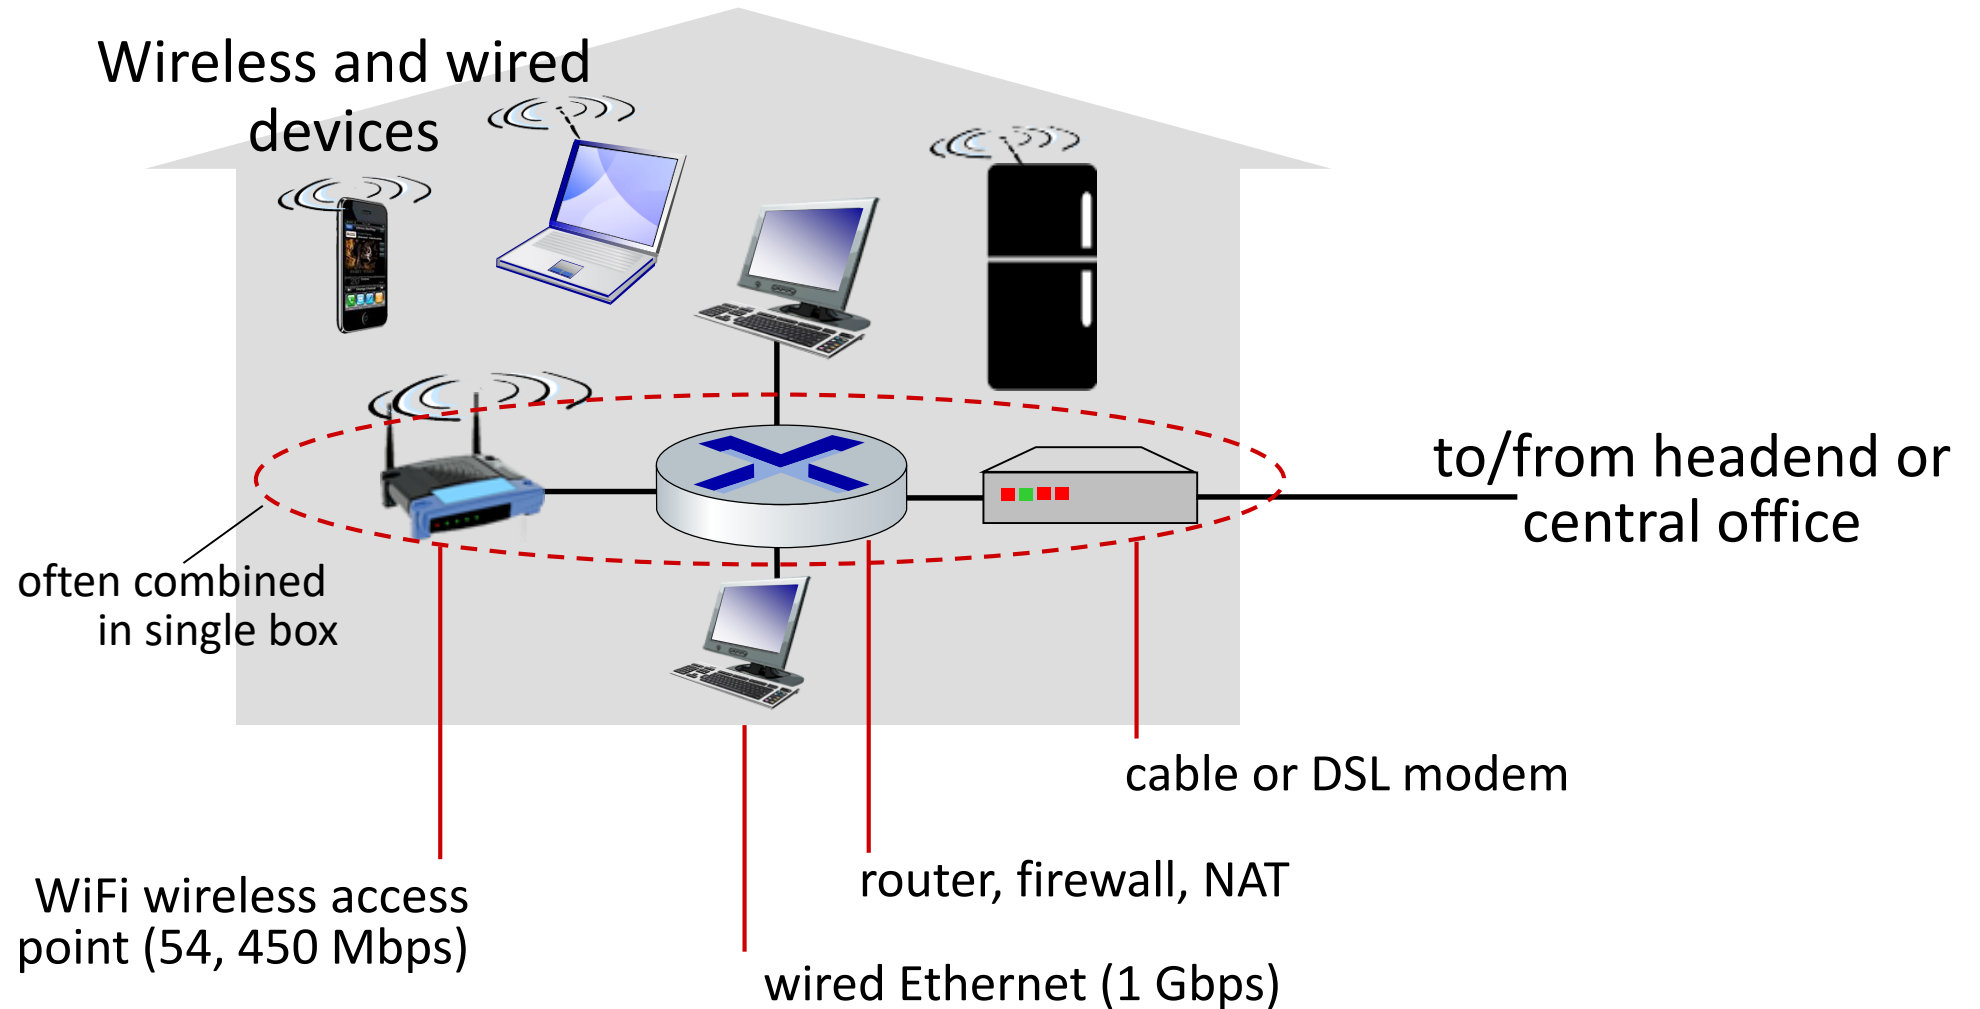 Wireless and wired
devices
to/from headend or
central office
often combined
in single box
cable or DSL modem
router, firewall, NAT
WiFi wireless access
point (54, 450 Mbps)
wired Ethernet (1 Gbps)